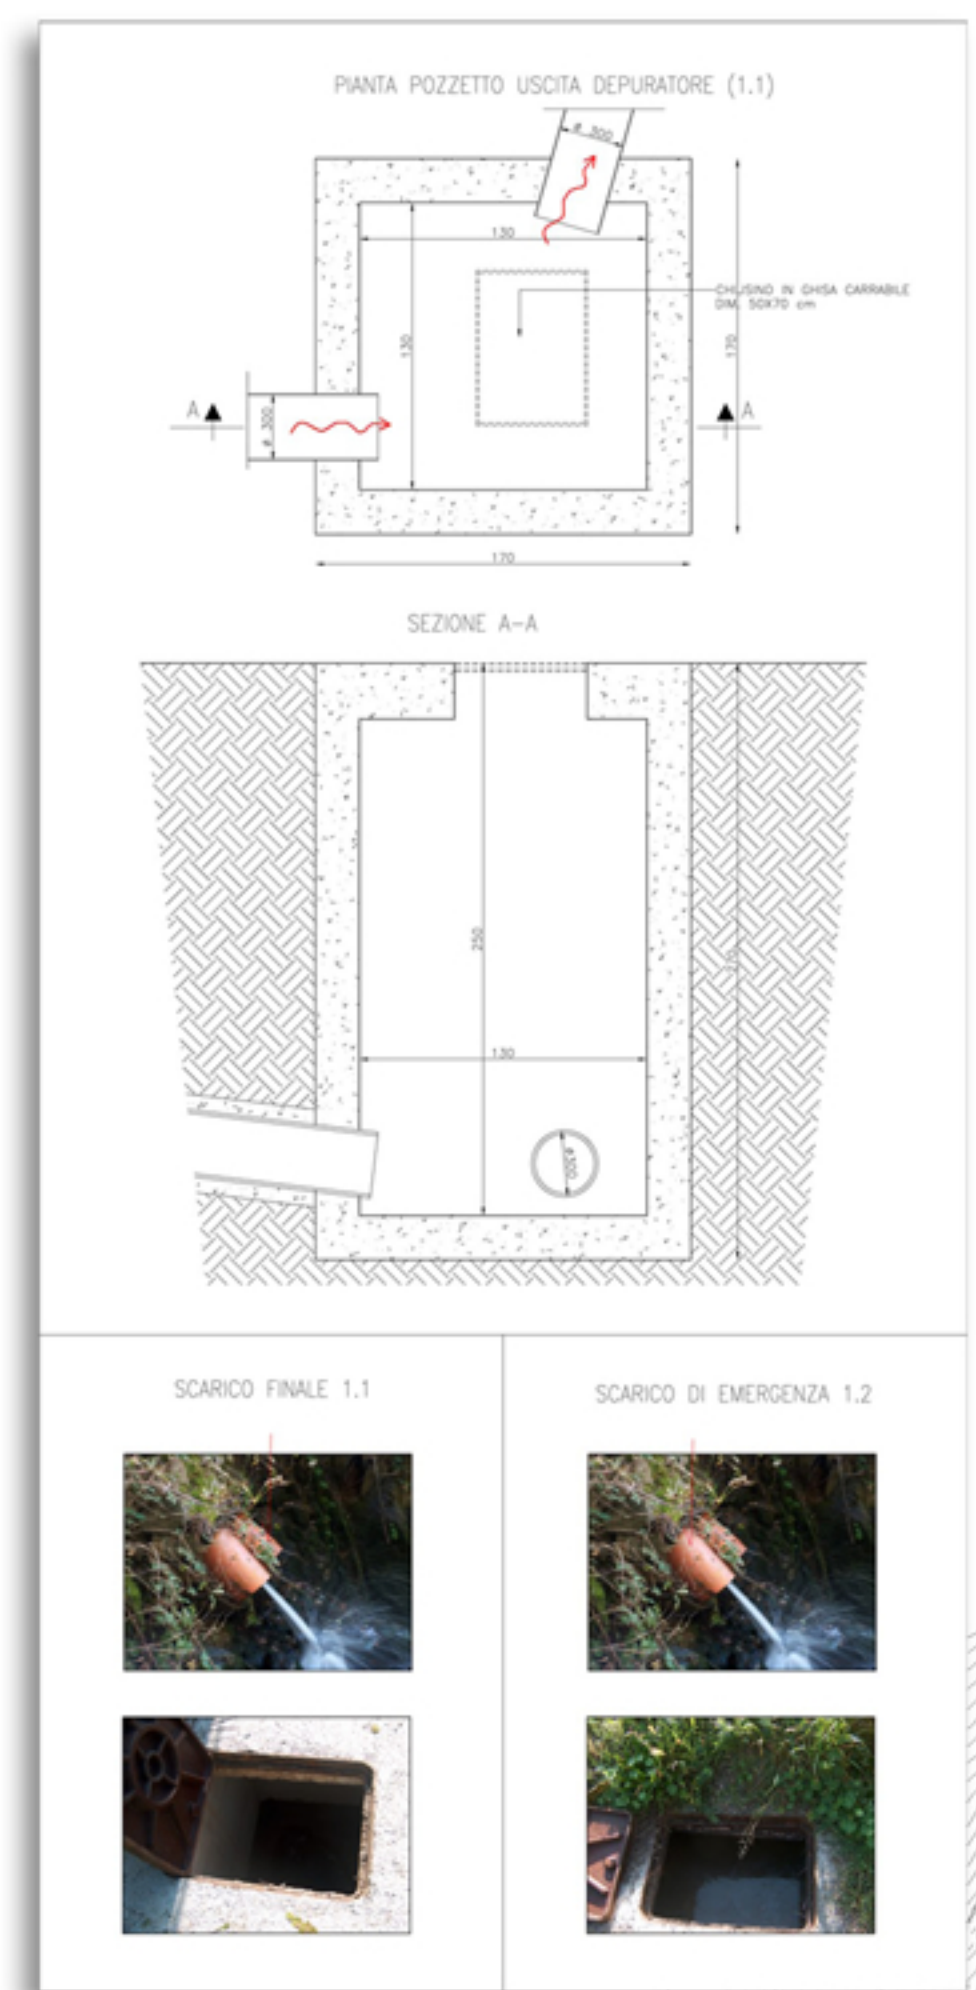 PIANTA POZZETTO USCITA DEPURATORE (1.1)
ø 300
130
CHIUSINO IN GHISA CARRABILE
DIM. 50X70 cm
130
170
A
ø 300
A
170
SEZIONE A-A
250
130
ø300
SCARICO FINALE 1.1
SCARICO DI EMERGENZA 1.2